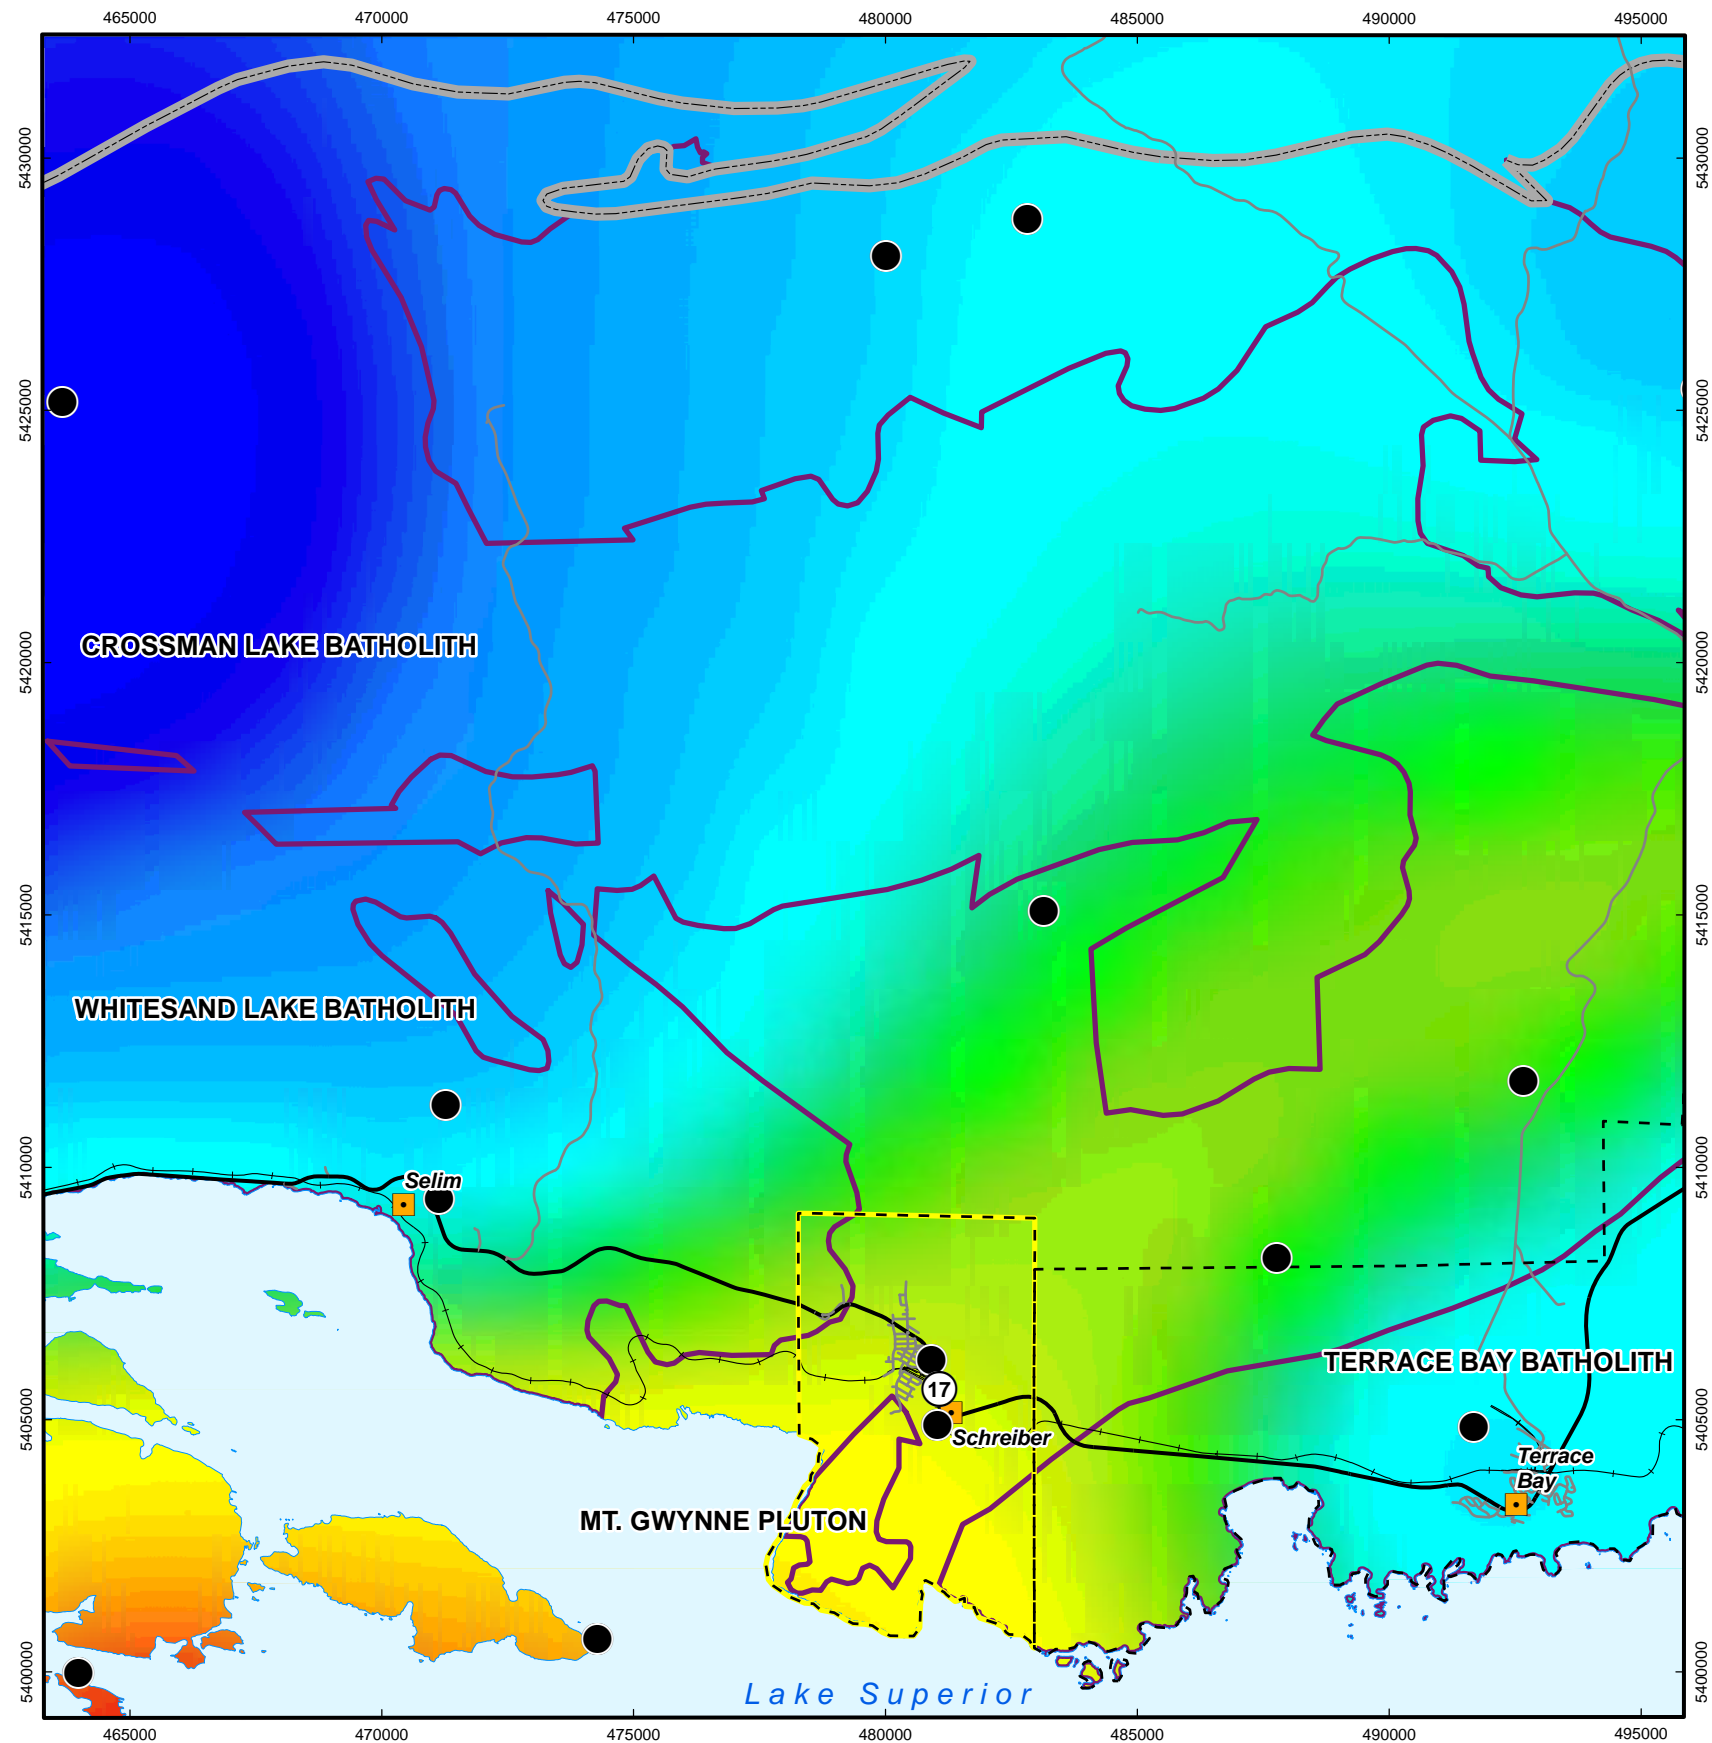 465000 470000 475000 480000 485000 490000 495000
5430000 5430000
5425000 5425000
5420000 5420000
CROSSMAN LAKE BATHOLITH
5415000 5415000
WHITESAND LAKE BATHOLITH
5410000 5410000
Selim
TERRACE BAY BATHOLITH
17
5405000 5405000
Schreiber
Terrace
Bay
MT. GWYNNE PLUTON
5400000 5400000
Lake Superior
465000 470000 475000 480000 485000 490000 495000